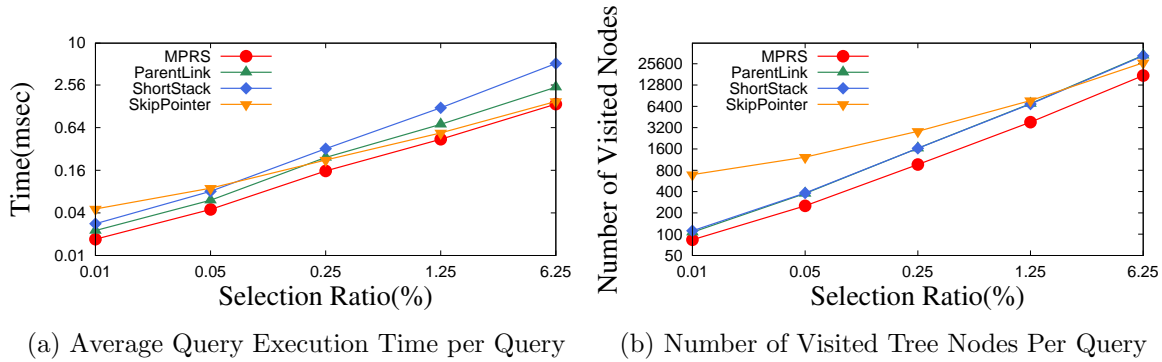 10
2.56
0.64
0.16
0.04
0.01
Time(msec)
MPRS
ParentLink
ShortStack
SkipPointer
0.01 0.05 0.25 1.25 6.25
Selection Ratio(%)
(a) Average Query Execution Time per Query
25600
12800
6400
3200
1600
800
400
200
100
50
Number of Visited Nodes
MPRS
ParentLink
ShortStack
SkipPointer
0.01 0.05 0.25 1.25 6.25
Selection Ratio(%)
(b) Number of Visited Tree Nodes Per Query